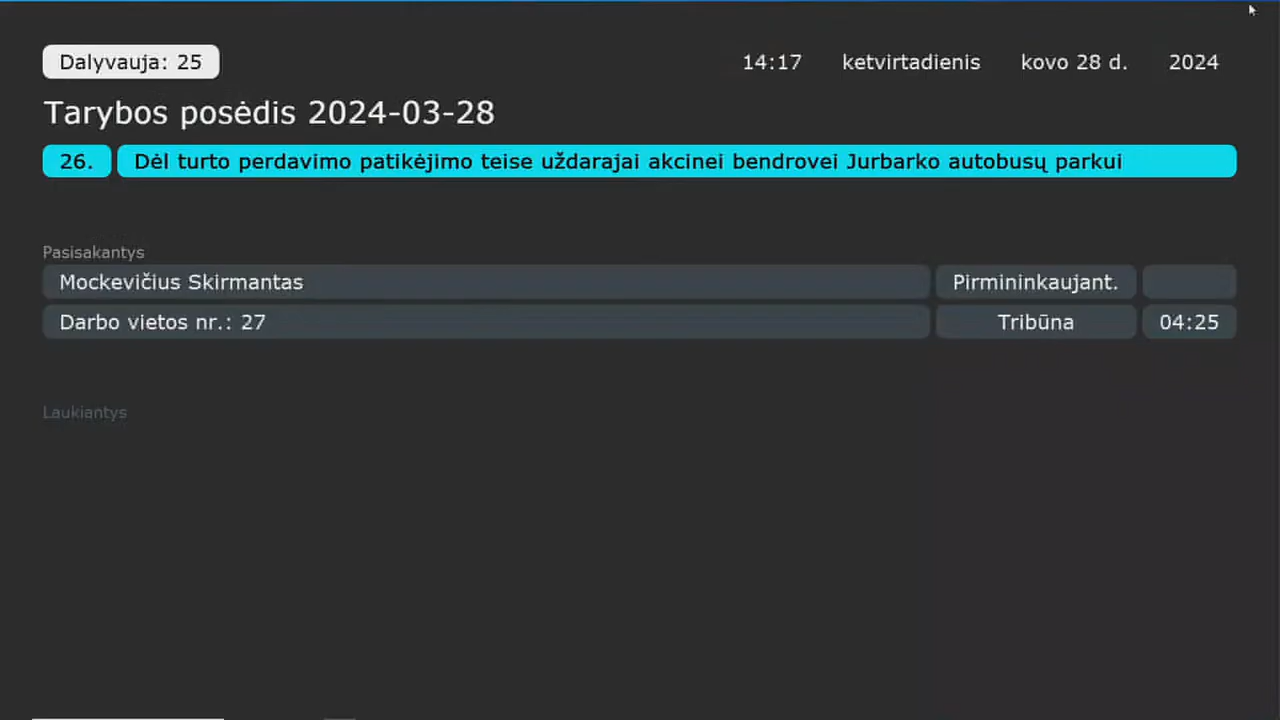 Dalyvauja: 25 14:17 ketvirtadienis kovo 28 d. 2024
Tarybos posėdis 2024-03-28
26. Dėl turto perdavimo patikėjimo teise uždarajai akcinei bendrovei Jurbarko autobusų parkui
Pasisakantys
Mockevičius Skirmantas Pirmininkaujant.
Darbo vietos nr.: 27 Tribūna 04:25
Laukiantys